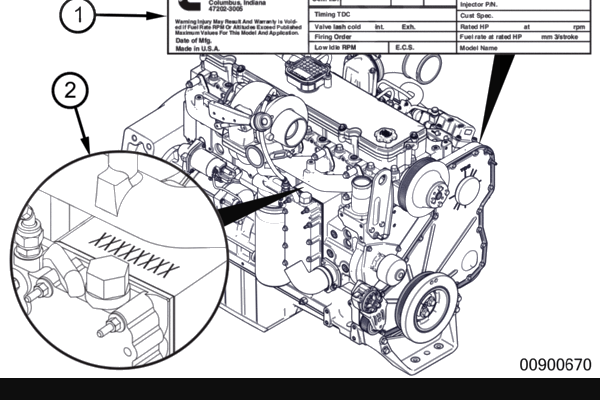 1
Columbus, Indiana
47202-3005
Warning: Injury May Result And Warranty is Void-
ed if Fuel Rate RPM Or Altitudes Exceed Published
Maximum Values For This Model And Application.
Date of Mfg.
Made in U.S.A.
Timing TDC
Valve lash cold int. Exh.
Firing Order
Low Idle RPM E.C.S.
Injector P/N.
Cust Spec.
Rated HP at rpm
Fuel rate at rated HP mm 3/stroke
Model Name
2
XXXXXXXX
00900670